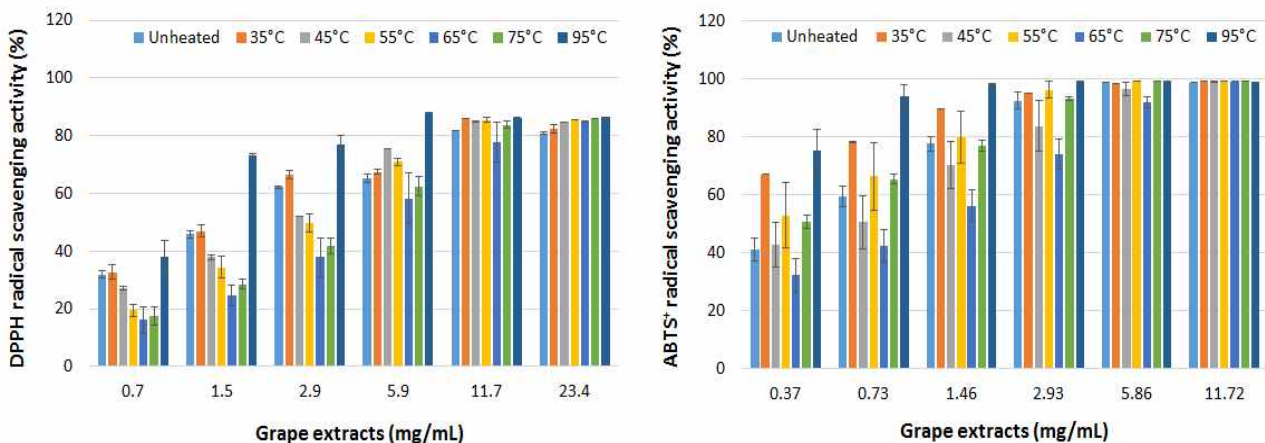 120
Unheated 35°C 45°C 55°C 65°C 75°C 95°C
100
80
60
40
20
0
DPPH radical scavenging activity (%)
0.7 1.5 2.9 5.9 11.7 23.4
Grape extracts (mg/mL)
120
Unheated 35°C 45°C 55°C 65°C 75°C 95°C
100
80
60
40
20
0
ABTS⁺ radical scavenging activity (%)
0.37 0.73 1.46 2.93 5.86 11.72
Grape extracts (mg/mL)